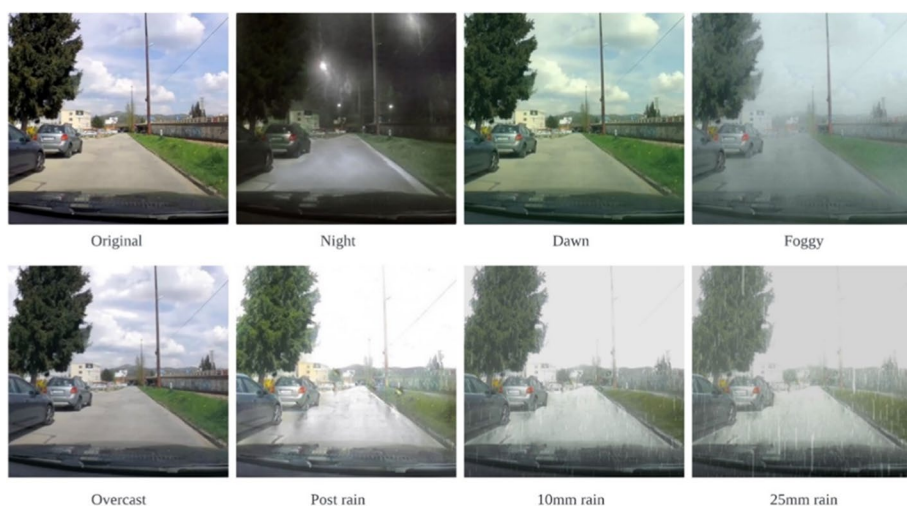 Original
Night
Dawn
Foggy
Overcast
Post rain
10mm rain
25mm rain